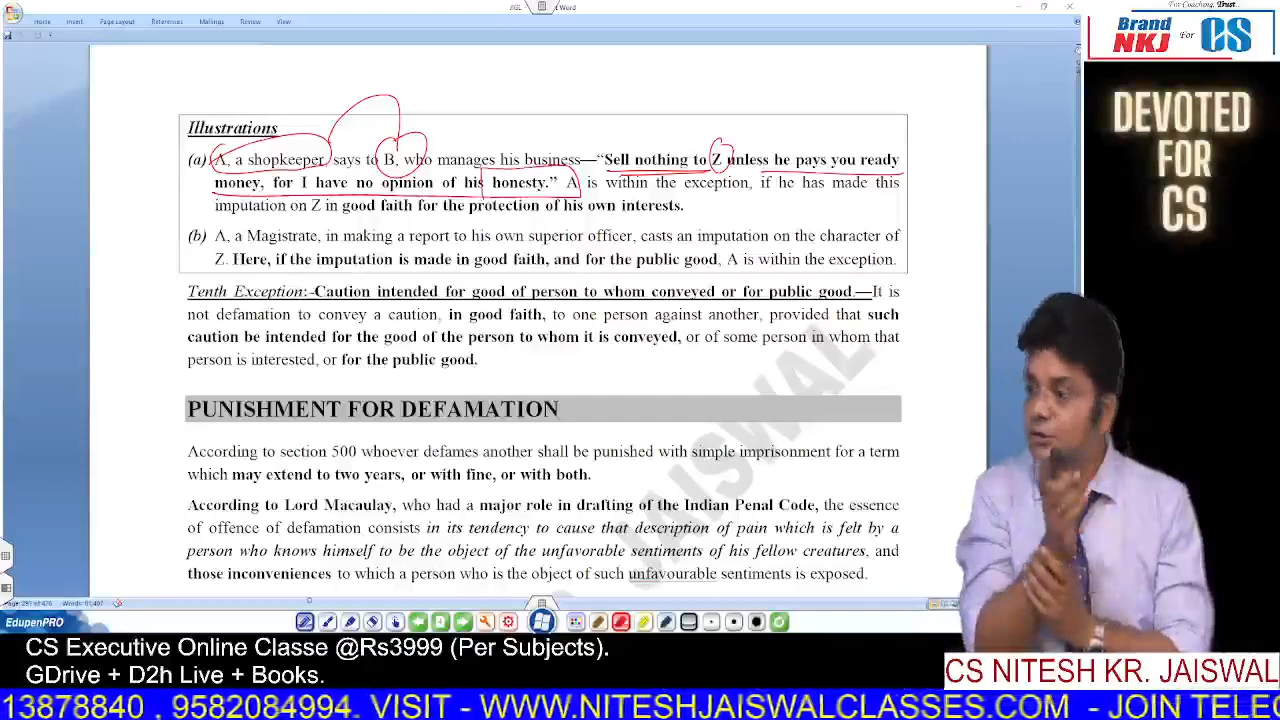 JIGL
Word
Home Insert Page Layout References Mailings Review View
For Coaching, Trust...
Brand
NKJ For CS
DEVOTED
FOR
CS
Illustrations
(a) A, a shopkeeper, says to B, who manages his business—“Sell nothing to Z unless he pays you ready
money, for I have no opinion of his honesty.” A is within the exception, if he has made this
imputation on Z in good faith for the protection of his own interests.
(b) A, a Magistrate, in making a report to his own superior officer, casts an imputation on the character of
Z. Here, if the imputation is made in good faith, and for the public good, A is within the exception.
Tenth Exception:-Caution intended for good of person to whom conveyed or for public good.—It is
not defamation to convey a caution, in good faith, to one person against another, provided that such
caution be intended for the good of the person to whom it is conveyed, or of some person in whom that
person is interested, or for the public good.
PUNISHMENT FOR DEFAMATION
According to section 500 whoever defames another shall be punished with simple imprisonment for a term
which may extend to two years, or with fine, or with both.
According to Lord Macaulay, who had a major role in drafting of the Indian Penal Code, the essence
of offence of defamation consists in its tendency to cause that description of pain which is felt by a
person who knows himself to be the object of the unfavorable sentiments of his fellow creatures, and
those inconveniences to which a person who is the object of such unfavourable sentiments is exposed.
JAISWAL
EdupenPRO
CS Executive Online Classe @Rs3999 (Per Subjects).
GDrive + D2h Live + Books.
CS NITESH KR. JAISWAL
13878840 , 9582084994. VISIT - WWW.NITESHJAISWALCLASSES.COM - JOIN TELE